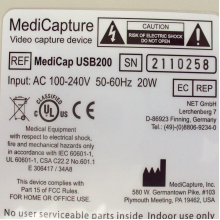 MediCapture
Video capture device
CAUTION
RISK OF ELECTRIC SHOCK
DO NOT OPEN
REF MediCap USB200 SN 2110258
Input: AC 100-240V 50-60Hz 20W
EC REP
NET GmbH
Lerchenberg 7
D-86923 Finning, Germany
Tel.: (49)-(0)8806-9234-0
C UL US
CE
Medical Equipment
with respect to electrical shock,
fire and mechanical hazards only
in accordance with IEC 60601-1,
UL 60601-1, CSA C22.2 No.601.1
E 306417 / 34A8
This device complies with
Part 15 of FCC Rules
FOR HOME OR OFFICE USE
MediCapture, Inc.
580 W. Germantown Pike, #103
Plymouth Meeting, PA 19462, USA
No user serviceable parts inside. Indoor use